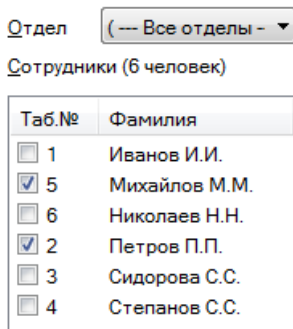 Отдел ( --- Все отделы -
Сотрудники (6 человек)
Таб.№ Фамилия
1 Иванов И.И.
5 Михайлов М.М.
6 Николаев Н.Н.
2 Петров П.П.
3 Сидорова С.С.
4 Степанов С.С.